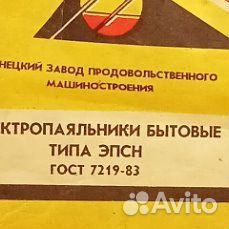 НЕЦКИЙ ЗАВОД ПРОДОВОЛЬСТВЕННОГО
МАШИНОСТРОЕНИЯ
КТРОПАЯЛЬНИКИ БЫТОВЫЕ
ТИПА ЭПСН
ГОСТ 7219-83
Avito